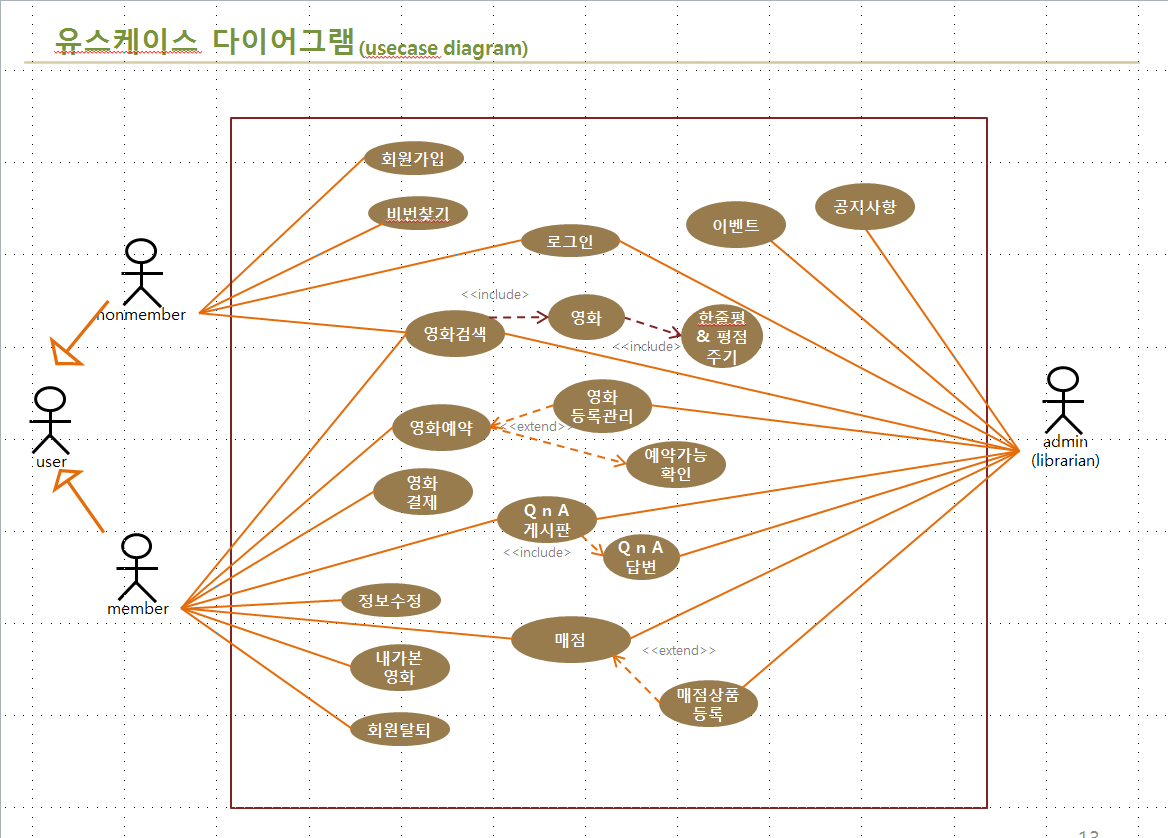 유스케이스 다이어그램(usecase diagram)
회원가입
비번찾기
로그인
이벤트
공지사항
nonmember
<<include>>
영화
영화검색
한줄평
& 평점
주기
<<include>>
user
영화
등록관리
영화예약
<<extend>>
예약가능
확인
admin
(librarian)
영화
결제
Q n A
게시판
<<include>>
Q n A
답변
member
정보수정
매점
<<extend>>
내가본
영화
매점상품
등록
회원탈퇴
13